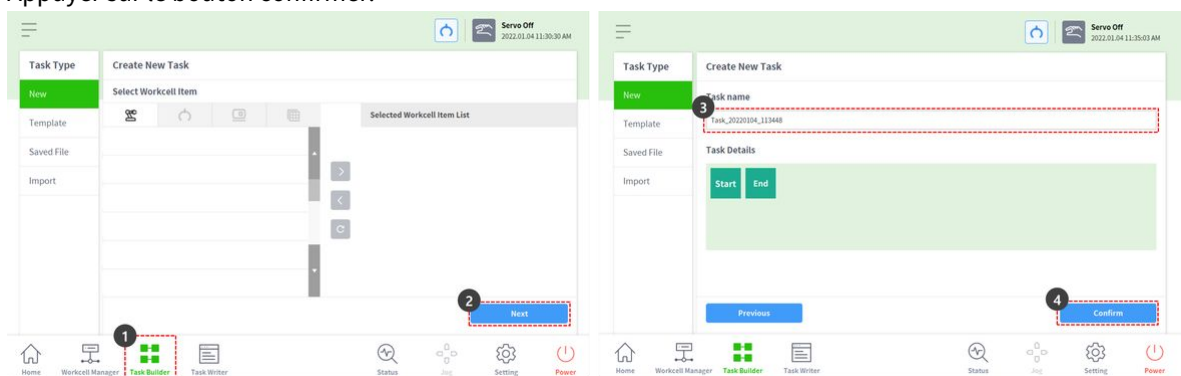 Appuyer sur le bouton confirmer.
Servo Off
2022.01.04 11:30:30 AM
Task Type
Create New Task
New
Select Workcell Item
Template
Selected Workcell Item List
Saved File
Import
2
Next
1
Home
Workcell Manager
Task Builder
Task Writer
Status
Jog
Setting
Power
Servo Off
2022.01.04 11:35:03 AM
Task Type
Create New Task
New
Task name
3
Template
Task_20220104_113448
Saved File
Task Details
Import
Start
End
4
Previous
Confirm
Home
Workcell Manager
Task Builder
Task Writer
Status
Jog
Setting
Power